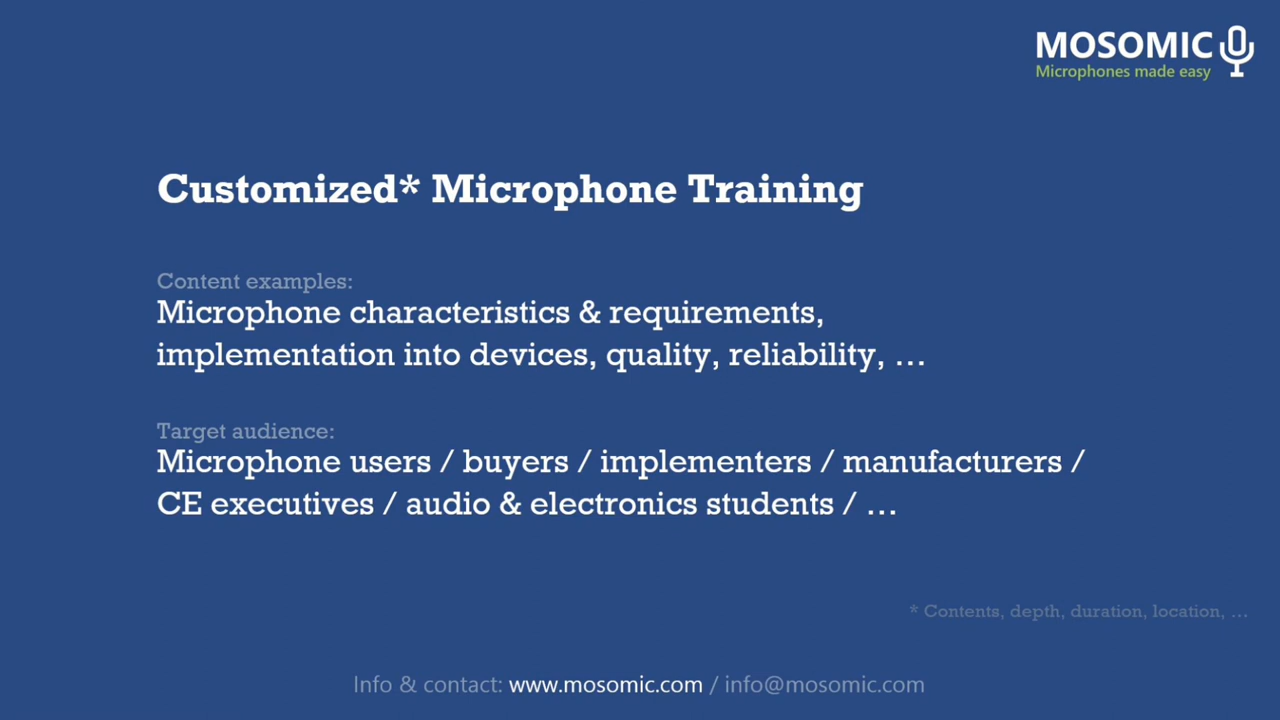 MOSOMIC
Microphones made easy
Customized* Microphone Training
Content examples:
Microphone characteristics & requirements,
implementation into devices, quality, reliability, ...
Target audience:
Microphone users / buyers / implementers / manufacturers /
CE executives / audio & electronics students / ...
* Contents, depth, duration, location, ...
Info & contact: www.mosomic.com / info@mosomic.com